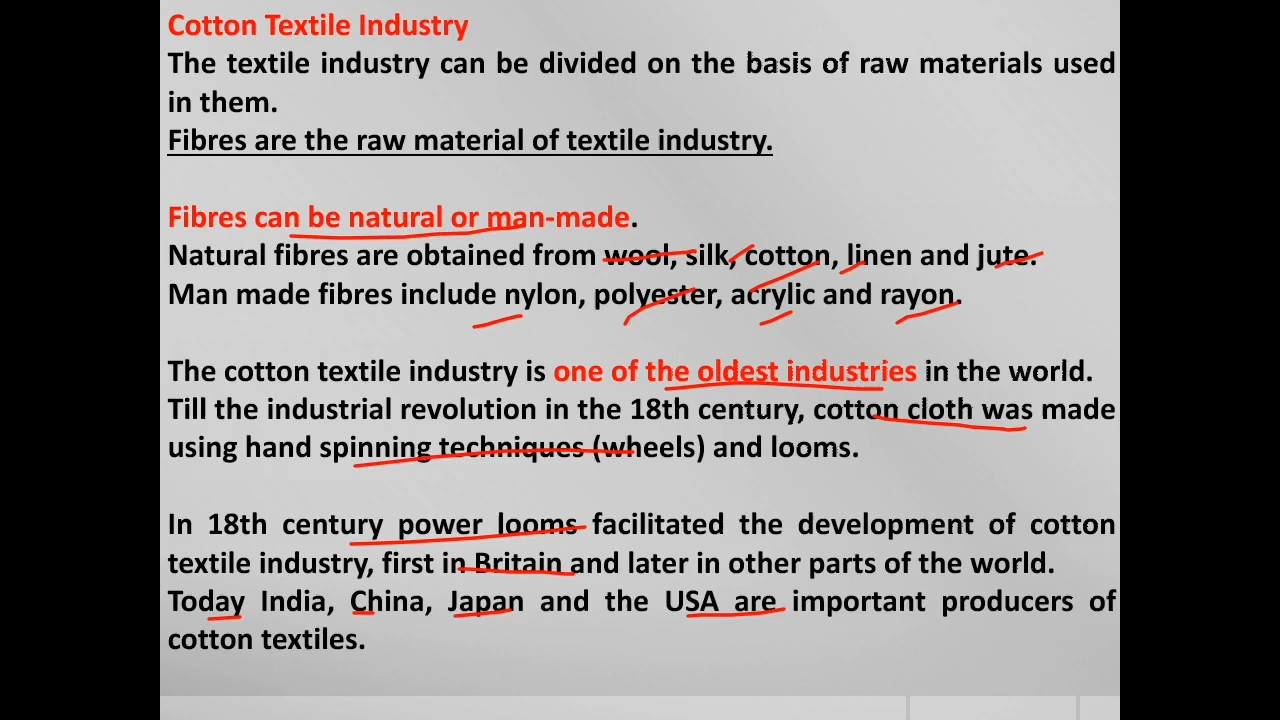 Cotton Textile Industry
The textile industry can be divided on the basis of raw materials used
in them.
Fibres are the raw material of textile industry.
Fibres can be natural or man-made.
Natural fibres are obtained from wool, silk, cotton, linen and jute.
Man made fibres include nylon, polyester, acrylic and rayon.
The cotton textile industry is one of the oldest industries in the world.
Till the industrial revolution in the 18th century, cotton cloth was made
using hand spinning techniques (wheels) and looms.
In 18th century power looms facilitated the development of cotton
textile industry, first in Britain and later in other parts of the world.
Today India, China, Japan and the USA are important producers of
cotton textiles.